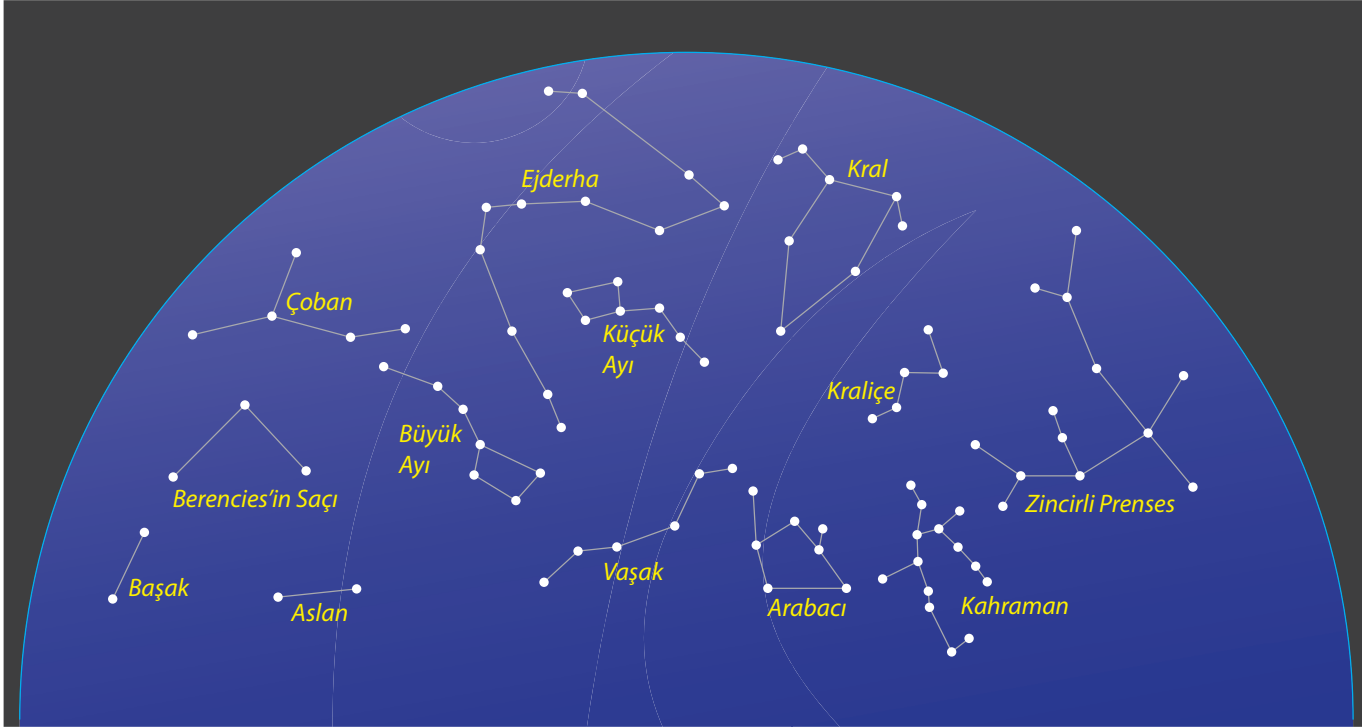 Kral
Ejderha
Çoban
Küçük
Ayı
Kraliçe
Büyük
Ayı
Berencies’in Saçı
Zincirli Prenses
Vaşak
Başak
Aslan
Arabacı
Kahraman